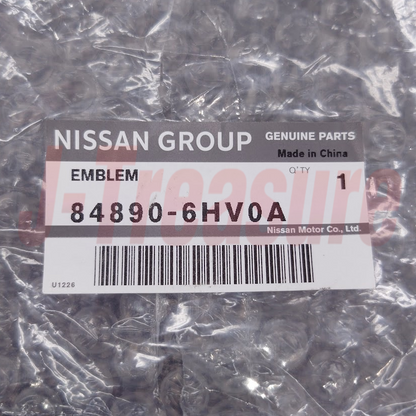 NISSAN GROUP GENUINE PARTS
Made in China
EMBLEM Q'TY 1
84890-6HV0A
Nissan Motor Co., Ltd.
U1226
J-Treasure